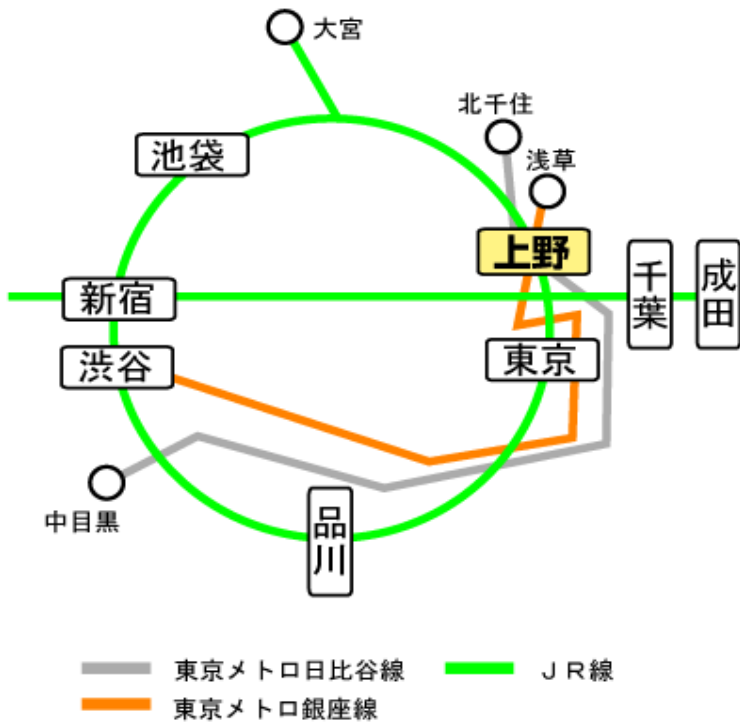 大宮
北千住
池袋
浅草
上野
千葉
成田
新宿
渋谷
東京
中目黒
品川
東京メトロ日比谷線
ＪＲ線
東京メトロ銀座線